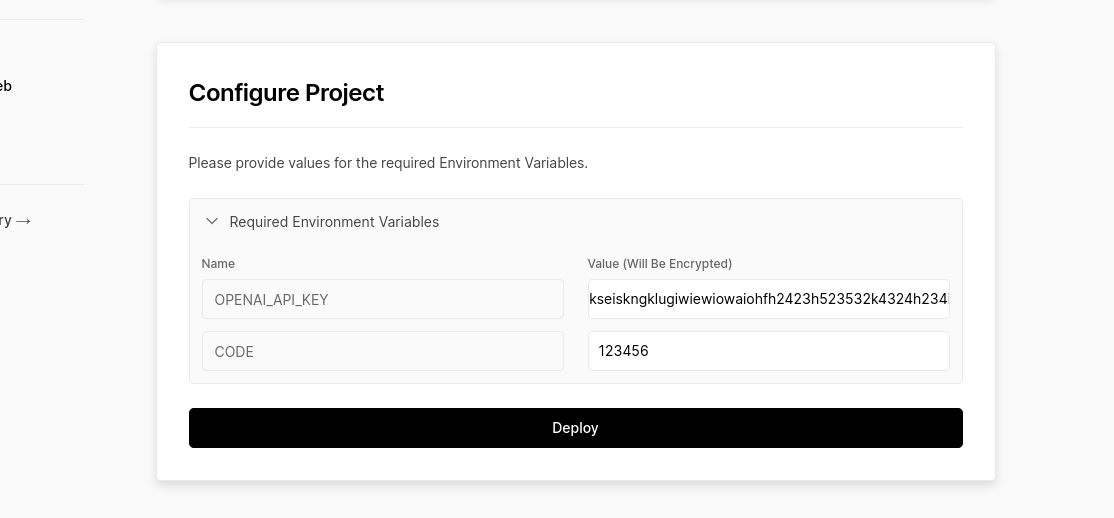 eb
ry →
Configure Project
Please provide values for the required Environment Variables.
Required Environment Variables
Name
Value (Will Be Encrypted)
OPENAI_API_KEY
kseiskngklugiwiewiowaiohfh2423h523532k4324h234
CODE
123456
Deploy